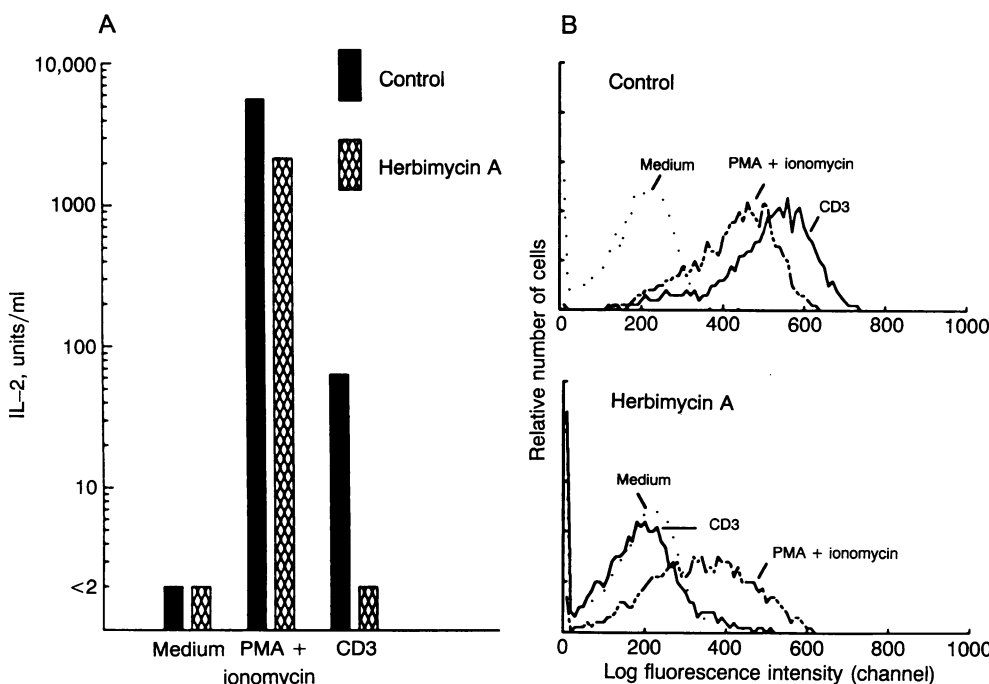 A
10,000
1000
100
10
<2
IL-2, units/ml
Control
Herbimycin A
Medium PMA + CD3
ionomycin
B
Control
Medium
PMA + ionomycin
CD3
0 200 400 600 800 1000
Relative number of cells
Herbimycin A
Medium
CD3
PMA + ionomycin
0 200 400 600 800 1000
Log fluorescence intensity (channel)